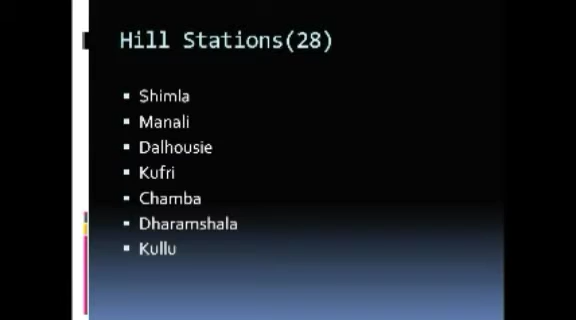 Hill Stations(28)
Shimla
Manali
Dalhousie
Kufri
Chamba
Dharamshala
Kullu